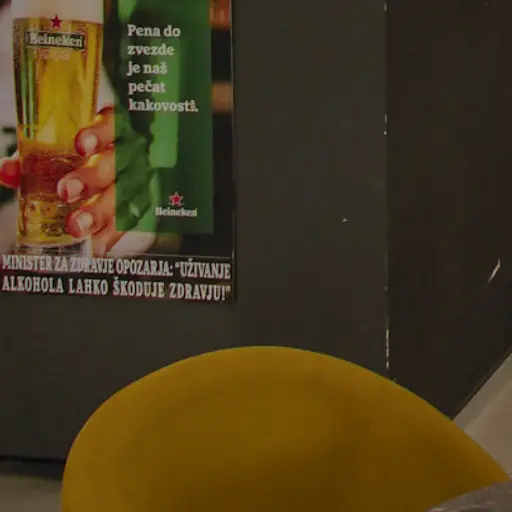 Heineken
Pena do
zvezde
je naš
pečat
kakovosti.
Heineken
MINISTER ZA ZDRAVJE OPOZARJA: "UŽIVANJE
ALKOHOLA LAHKO ŠKODUJE ZDRAVJU!"